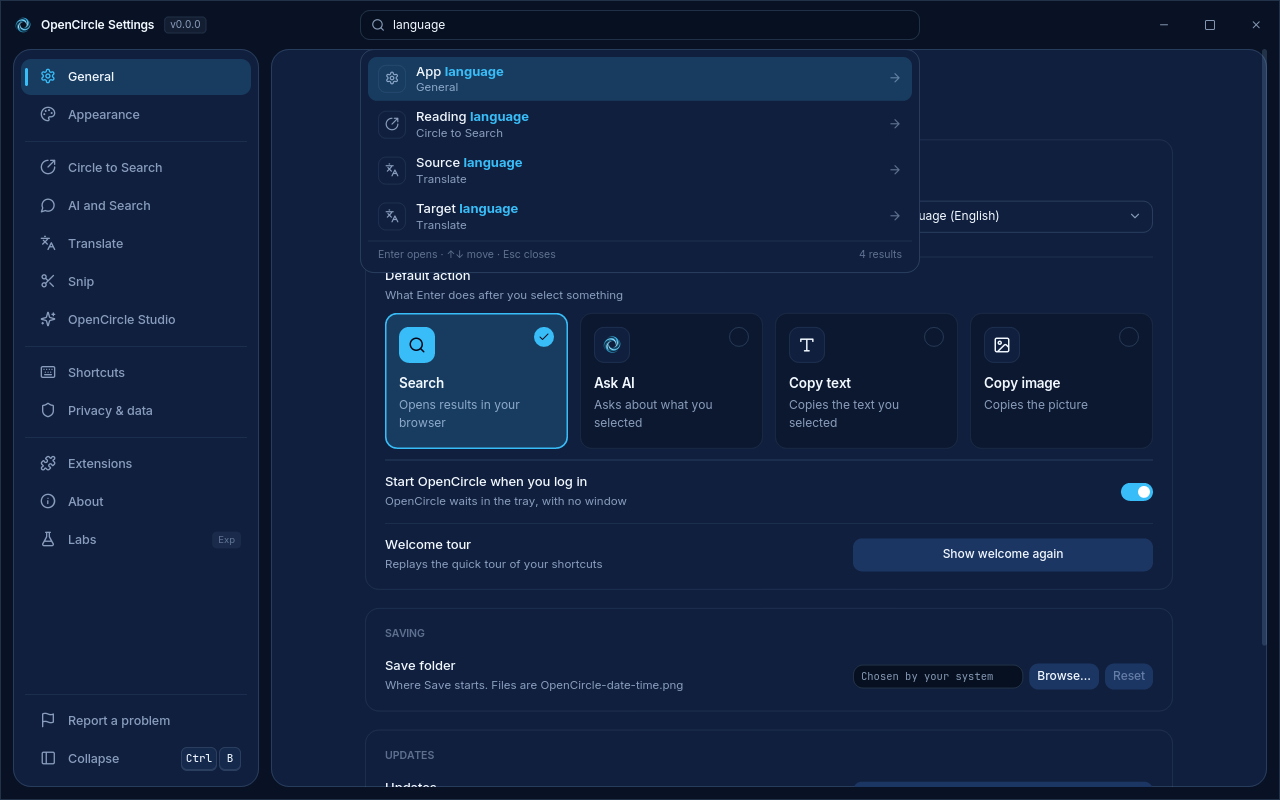 OpenCircle Settings v0.0.0
language
General
Appearance
Circle to Search
AI and Search
Translate
Snip
OpenCircle Studio
Shortcuts
Privacy & data
Extensions
About
Labs Exp
Report a problem
Collapse Ctrl B
App language
General
Reading language
Circle to Search
Source language
Translate
Target language
Translate
Enter opens · ↑↓ move · Esc closes 4 results
uage (English)
Default action
What Enter does after you select something
Search
Opens results in your
browser
Ask AI
Asks about what you
selected
Copy text
Copies the text you
selected
Copy image
Copies the picture
Start OpenCircle when you log in
OpenCircle waits in the tray, with no window
Welcome tour
Replays the quick tour of your shortcuts
Show welcome again
SAVING
Save folder
Where Save starts. Files are OpenCircle-date-time.png
Chosen by your system Browse... Reset
UPDATES
Updates